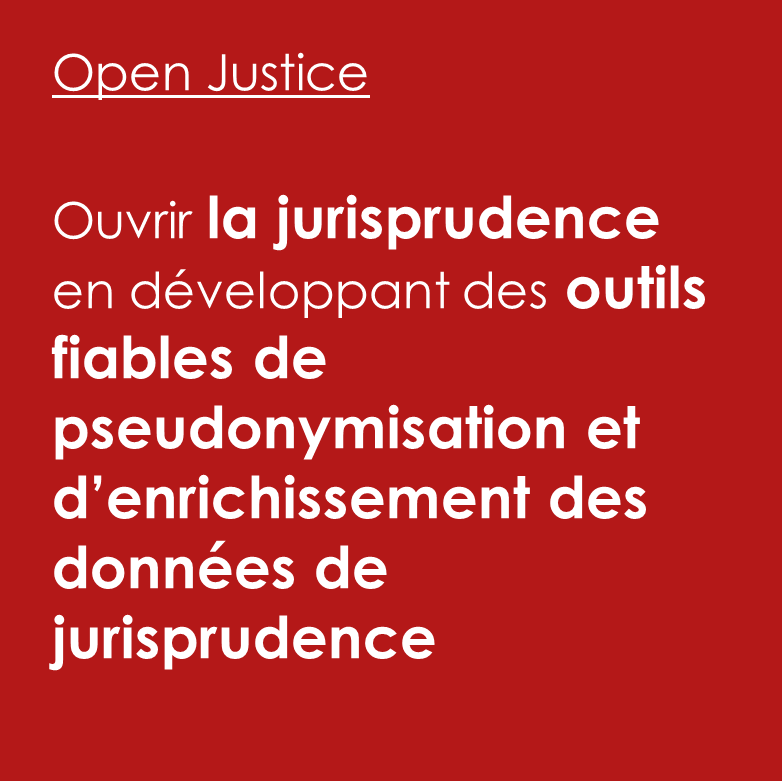 Open Justice
Ouvrir la jurisprudence
en développant des outils
fiables de
pseudonymisation et
d’enrichissement des
données de
jurisprudence